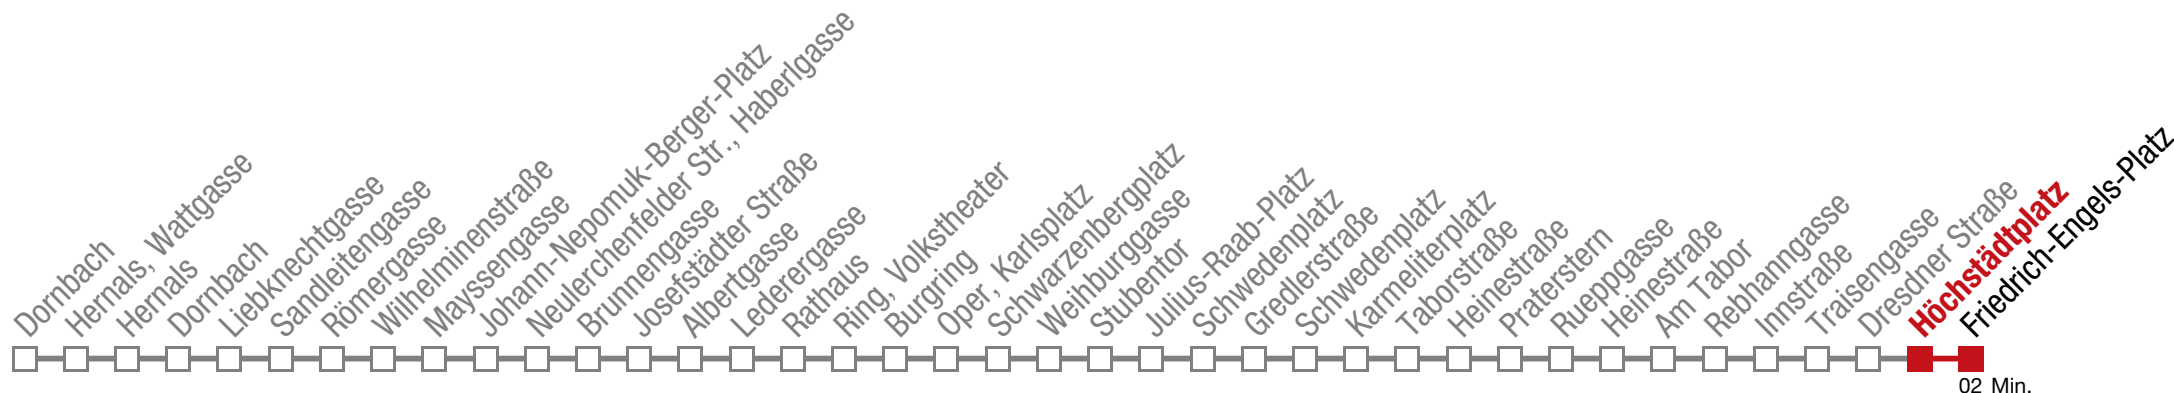 Dornbach
Hernals, Wattgasse
Hernals
Dornbach
Liebknechtgasse
Sandleitengasse
Römergasse
Wilhelminenstraße
Mayssengasse
Johann-Nepomuk-Berger-Platz
Neulerchenfelder Str., Haberlgasse
Brunnengasse
Josefstädter Straße
Albertgasse
Lederergasse
Rathaus
Ring, Volkstheater
Burgring
Oper, Karlsplatz
Schwarzenbergplatz
Weihburggasse
Stubentor
Julius-Raab-Platz
Schwedenplatz
Gredlerstraße
Schwedenplatz
Karmeliterplatz
Taborstraße
Heinestraße
Praterstern
Rueppgasse
Heinestraße
Am Tabor
Rebhanngasse
Innstraße
Traisengasse
Dresdner Straße
Höchstädtplatz
Friedrich-Engels-Platz
02 Min.